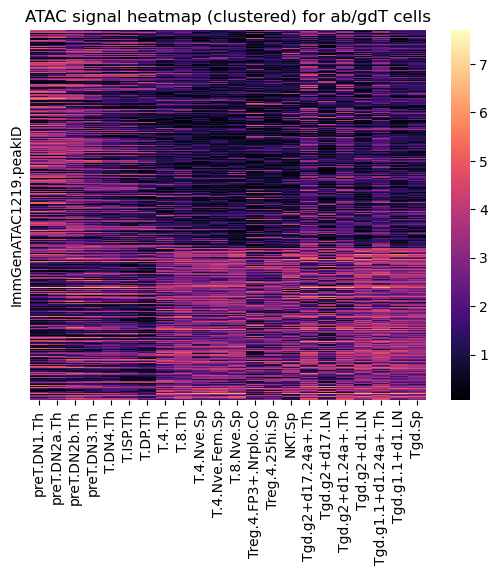 ATAC signal heatmap (clustered) for ab/gdT cells
ImmGenATAC1219.peakID
7
6
5
4
3
2
1
preT.DN1.Th
preT.DN2a.Th
preT.DN2b.Th
preT.DN3.Th
T.DN4.Th
T.ISP.Th
T.DP.Th
T.4.Th
T.8.Th
T.4.Nve.Sp
T.4.Nve.Fem.Sp
T.8.Nve.Sp
Treg.4.FP3+.Nrplo.Co
Treg.4.25hi.Sp
NKT.Sp
Tgd.g2+d17.24a+.Th
Tgd.g2+d17.LN
Tgd.g2+d1.24a+.Th
Tgd.g2+d1.LN
Tgd.g1.1+d1.24a+.Th
Tgd.g1.1+d1.LN
Tgd.Sp